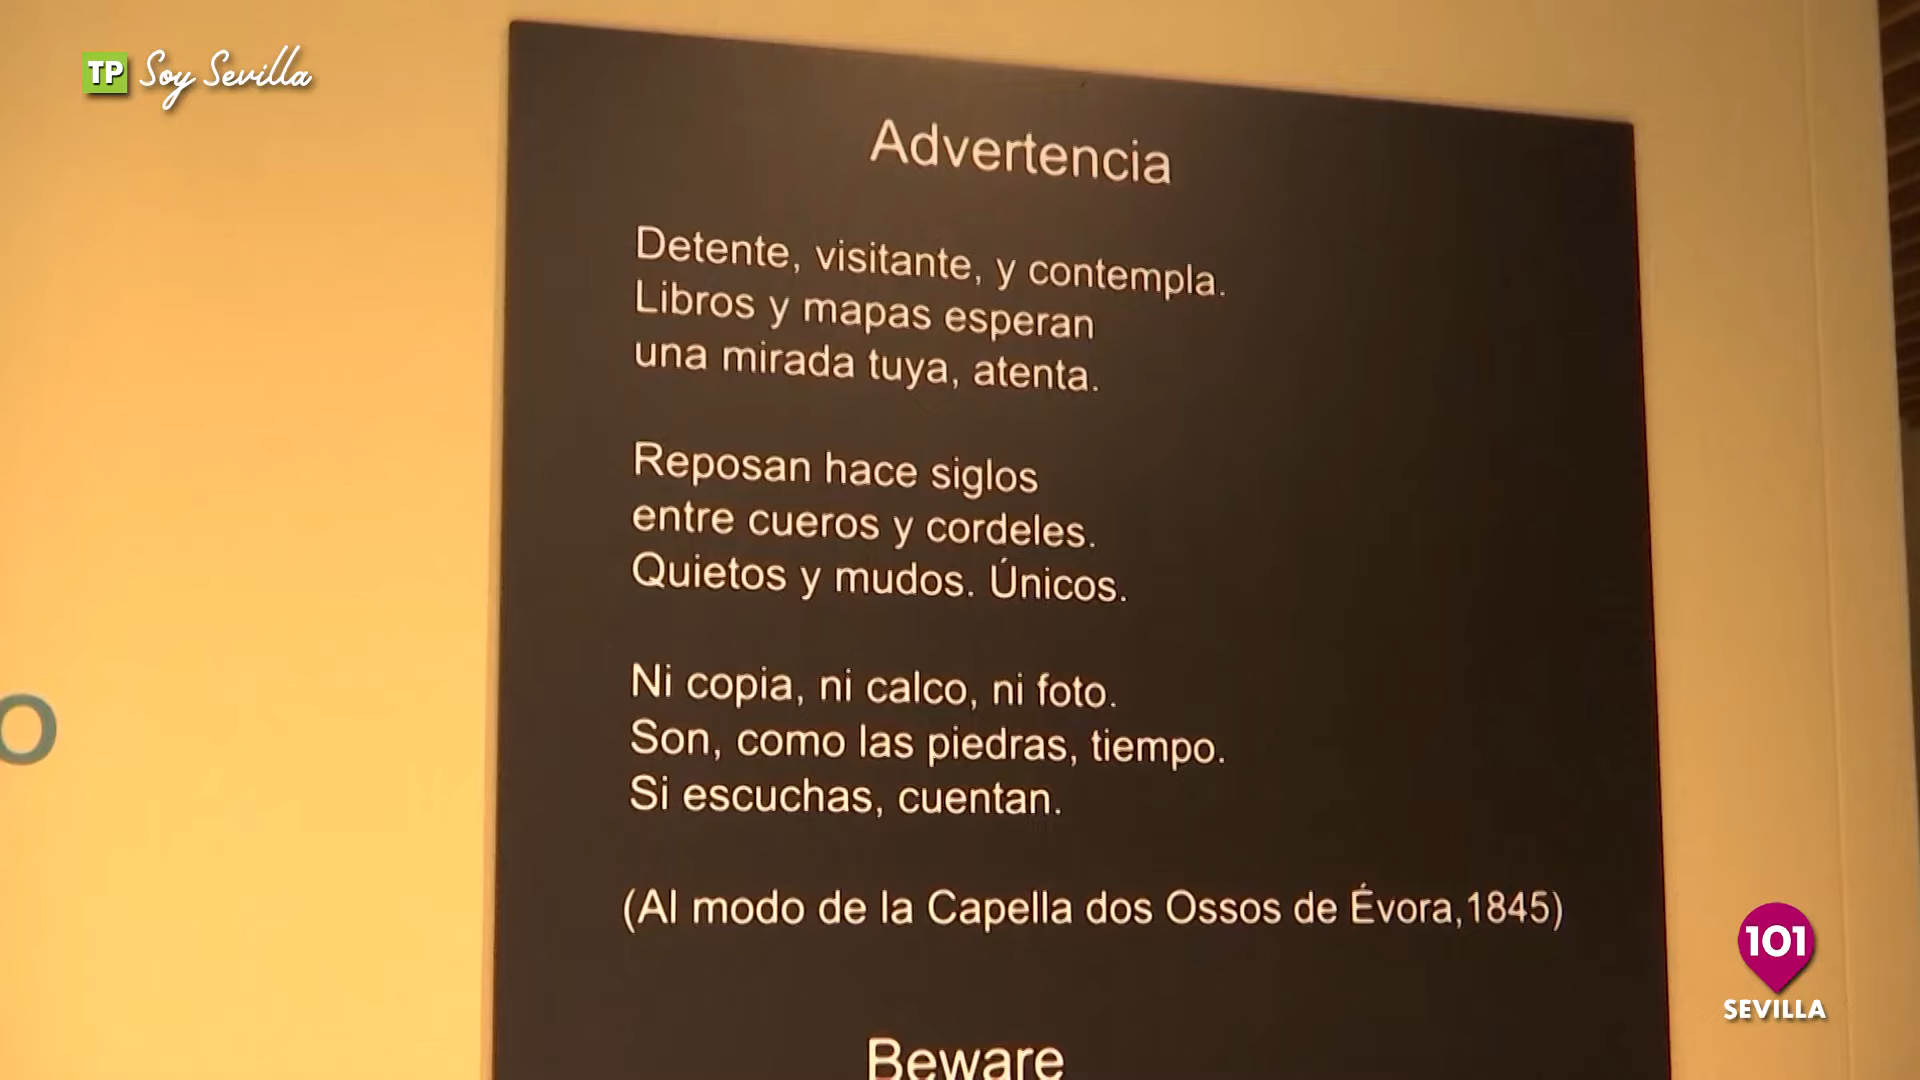 TP Soy Sevilla
Advertencia
Detente, visitante, y contempla.
Libros y mapas esperan
una mirada tuya, atenta.
Reposan hace siglos
entre cueros y cordeles.
Quietos y mudos. Únicos.
Ni copia, ni calco, ni foto.
Son, como las piedras, tiempo.
Si escuchas, cuentan.
(Al modo de la Capella dos Ossos de Évora,1845)
Beware
O
101
SEVILLA